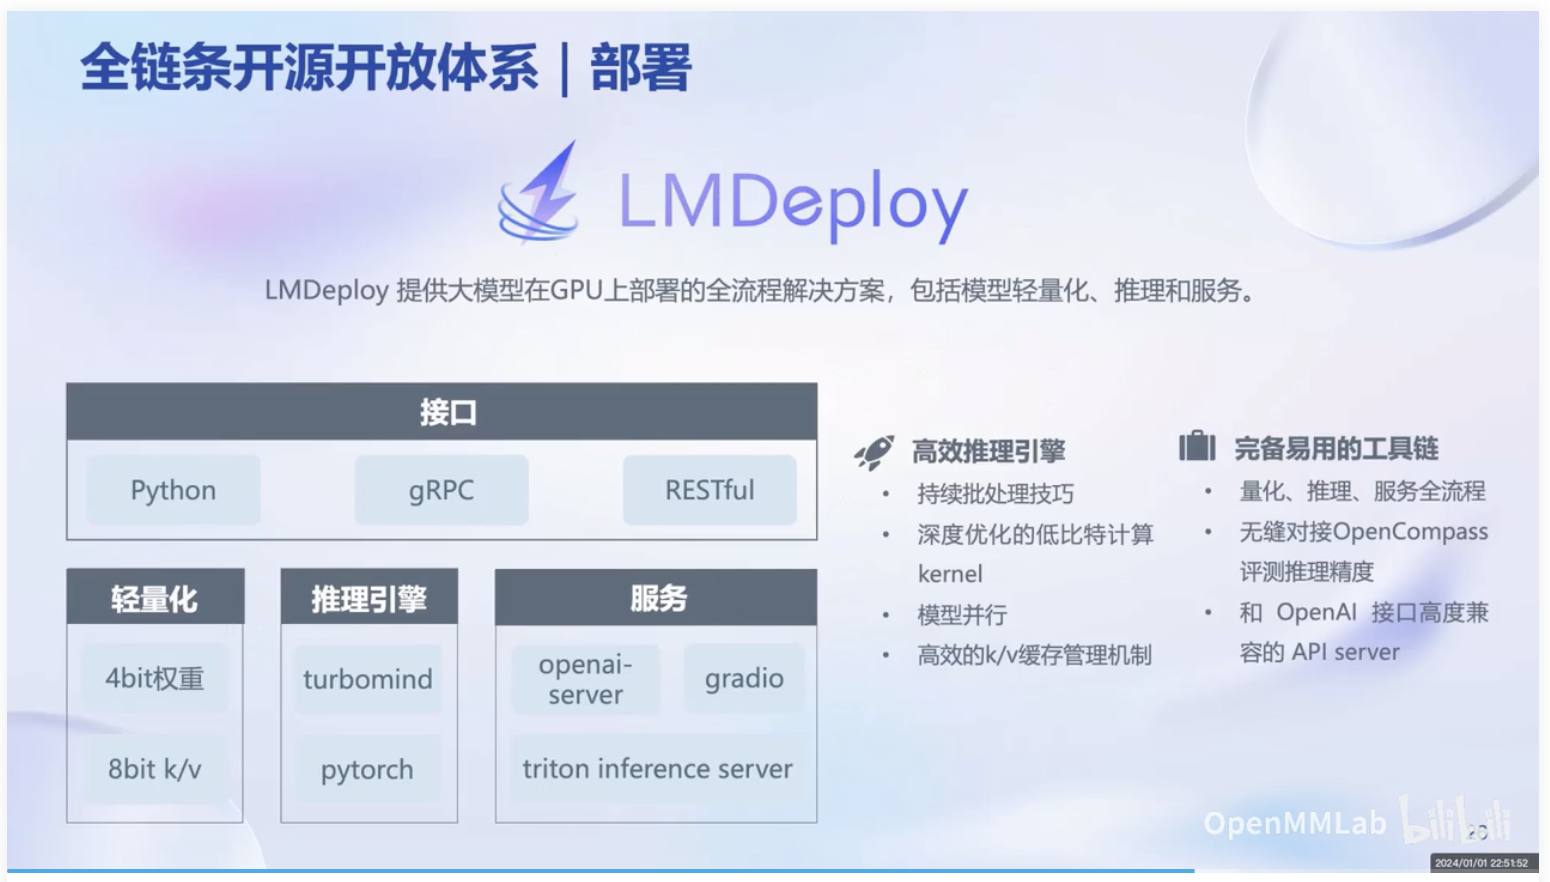 全链条开源开放体系｜部署
LMDeploy
LMDeploy 提供大模型在GPU上部署的全流程解决方案，包括模型轻量化、推理和服务。
接口
Python
gRPC
RESTful
轻量化
4bit权重
8bit k/v
推理引擎
turbomind
pytorch
服务
openai-
server
gradio
triton inference server
高效推理引擎
• 持续批处理技巧
• 深度优化的低比特计算
kernel
• 模型并行
• 高效的k/v缓存管理机制
完备易用的工具链
• 量化、推理、服务全流程
• 无缝对接OpenCompass
评测推理精度
• 和 OpenAI 接口高度兼
容的 API server
OpenMMLab bilibili
26
2024/01/01 22:51:52